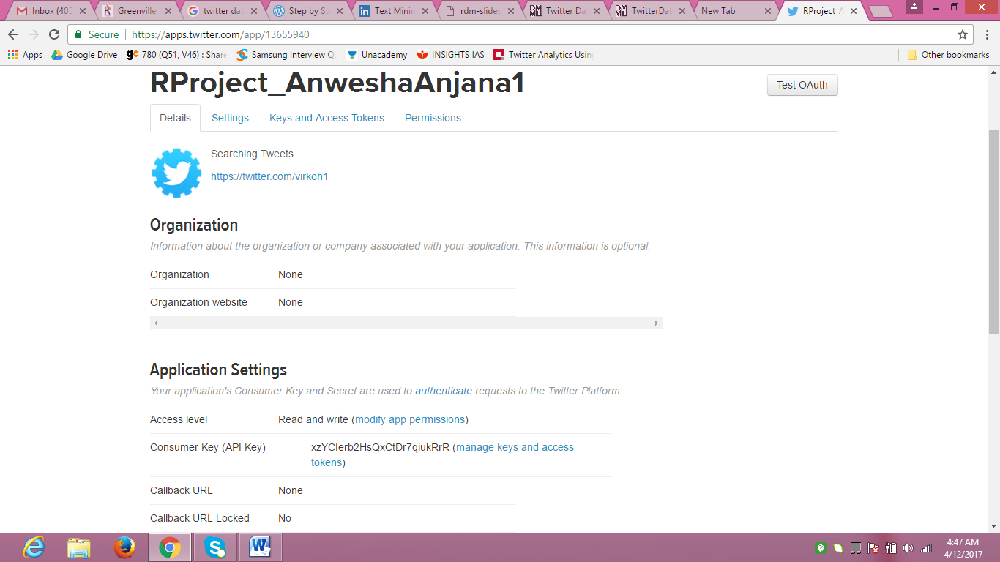 Inbox (405
Greenville
twitter dat
Step by St
Text Minin
rdm-slides
Twitter Da
TwitterDat
New Tab
RProject_A
Secure https://apps.twitter.com/app/13655940
Apps Google Drive 780 (Q51, V46) : Share Samsung Interview Qu Unacademy INSIGHTS IAS Twitter Analytics Usin Other bookmarks
RProject_AnweshaAnjana1
Test OAuth
Details Settings Keys and Access Tokens Permissions
Searching Tweets
https://twitter.com/virkoh1
Organization
Information about the organization or company associated with your application. This information is optional.
Organization None
Organization website None
Application Settings
Your application's Consumer Key and Secret are used to authenticate requests to the Twitter Platform.
Access level Read and write (modify app permissions)
Consumer Key (API Key) xzYCIerb2HsQxCtDr7qiukRrR (manage keys and access
tokens)
Callback URL None
Callback URL Locked No
4:47 AM
4/12/2017